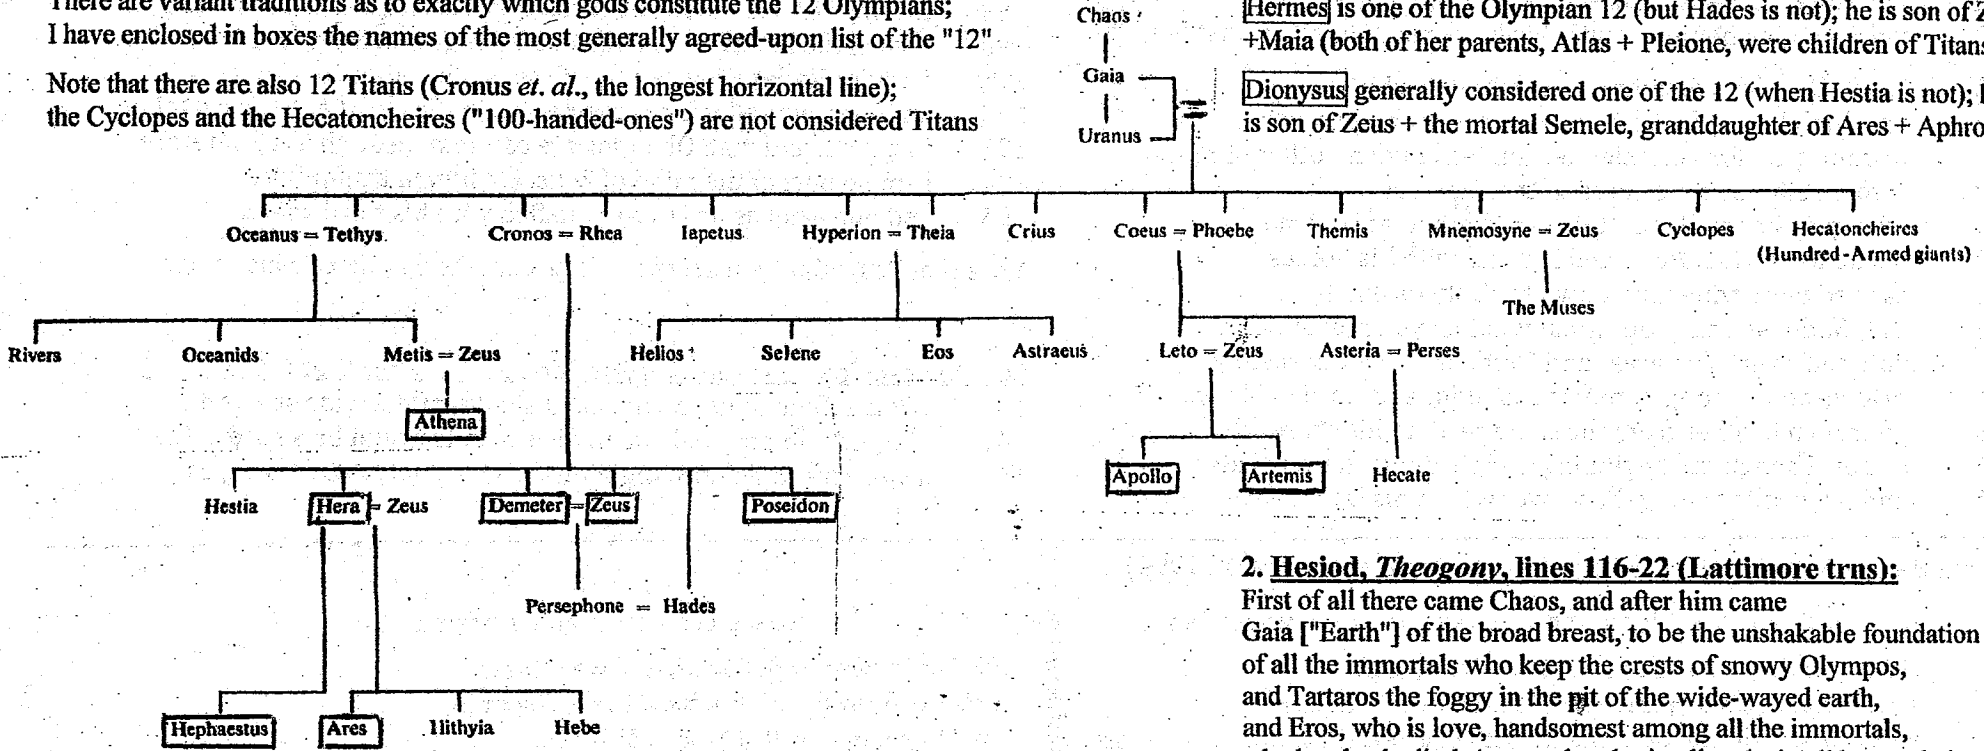 There are variant traditions as to exactly which gods constitute the 12 Olympians;
I have enclosed in boxes the names of the most generally agreed-upon list of the "12"
Note that there are also 12 Titans (Cronus et. al., the longest horizontal line);
the Cyclopes and the Hecatoncheires ("100-handed-ones") are not considered Titans
Chaos
Gaia
Uranus
Hermes is one of the Olympian 12 (but Hades is not); he is son of Z
+Maia (both of her parents, Atlas + Pleione, were children of Titans
Dionysus generally considered one of the 12 (when Hestia is not);
is son of Zeus + the mortal Semele, granddaughter of Ares + Aphro
Oceanus = Tethys Cronos = Rhea Iapetus Hyperion = Theia Crius Coeus = Phoebe Themis Mnemosyne = Zeus Cyclopes Hecatoncheires
(Hundred-Armed giants)
The Muses
Rivers Oceanids Metis = Zeus Helios Selene Eos Astraeus Leto = Zeus Asteria = Perses
Athena
Apollo Artemis Hecate
Hestia Hera = Zeus Demeter = Zeus Poseidon
Persephone = Hades
Hephaestus Ares Ilithyia Hebe
2. Hesiod, Theogony, lines 116-22 (Lattimore trns):
First of all there came Chaos, and after him came
Gaia ["Earth"] of the broad breast, to be the unshakable foundation
of all the immortals who keep the crests of snowy Olympos,
and Tartaros the foggy in the pit of the wide-wayed earth,
and Eros, who is love, handsomest among all the immortals,